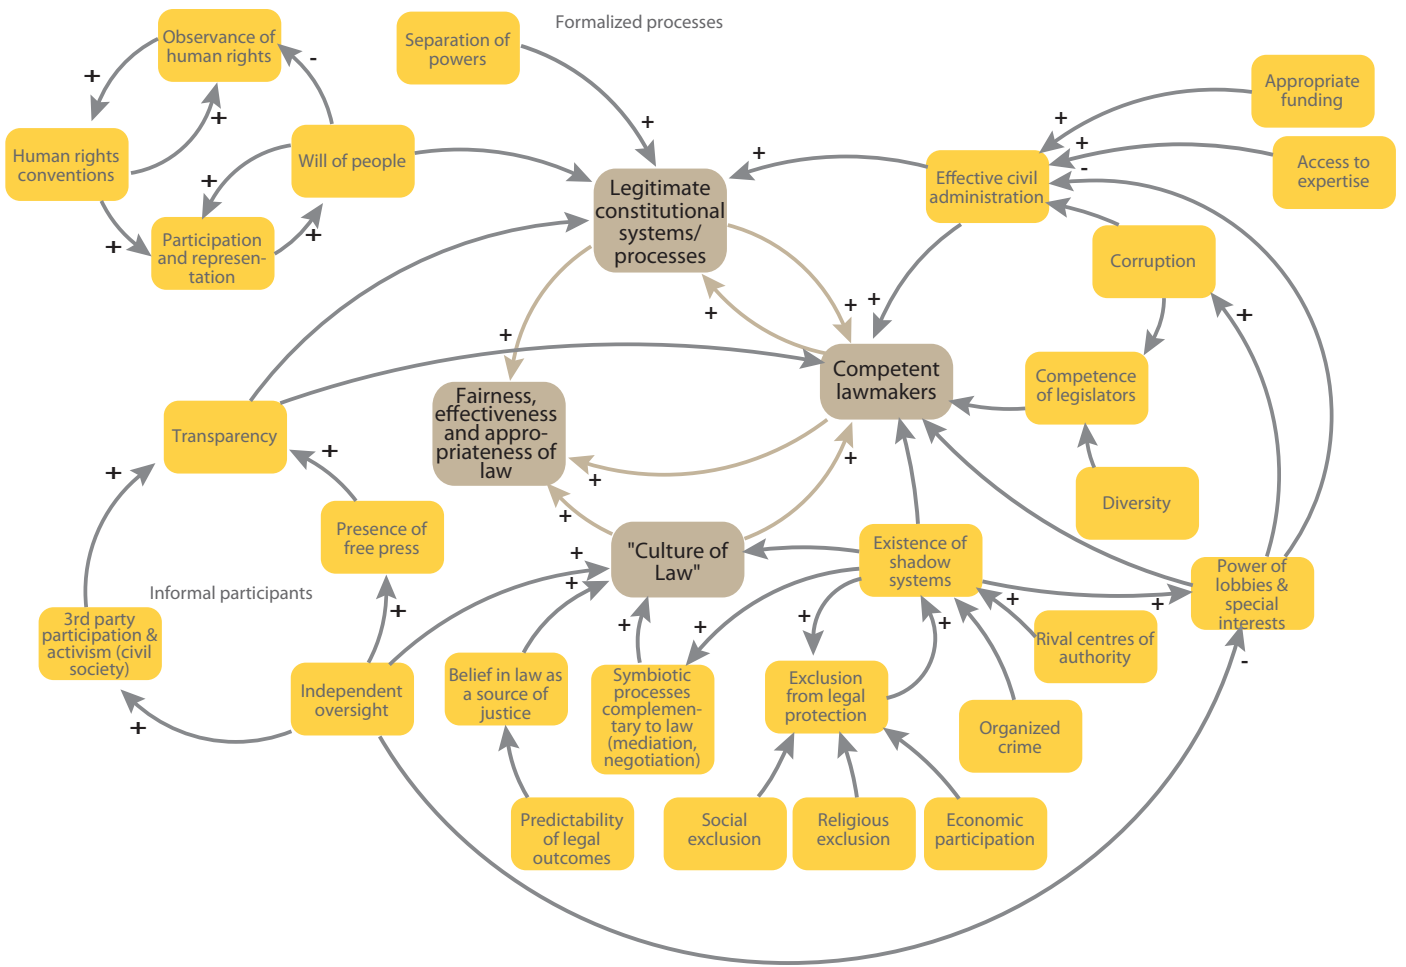 Formalized processes
Observance of
human rights
-
+
+
Human rights
conventions
Will of people
+
+
Participation
and represen-
tation
+
Separation of
powers
+
Legitimate
constitutional
systems/
processes
+
Effective civil
administration
+
+
-
Appropriate
funding
Access to
expertise
Corruption
+
+
+
+
+
Competent
lawmakers
Competence
of legislators
Diversity
Fairness,
effectiveness
and appro-
priateness of
law
+
+
+
Transparency
+
+
Presence of
free press
+
Informal participants
3rd party
participation &
activism (civil
society)
+
Independent
oversight
+
+
"Culture of
Law"
Belief in law as
a source of
justice
Predictability
of legal
outcomes
+
Symbiotic
processes
complemen-
tary to law
(mediation,
negotiation)
+
Existence of
shadow
systems
+
+
+
+
Exclusion
from legal
protection
Social
exclusion
Religious
exclusion
Economic
participation
Organized
crime
Rival centres of
authority
Power of
lobbies &
special
interests
-